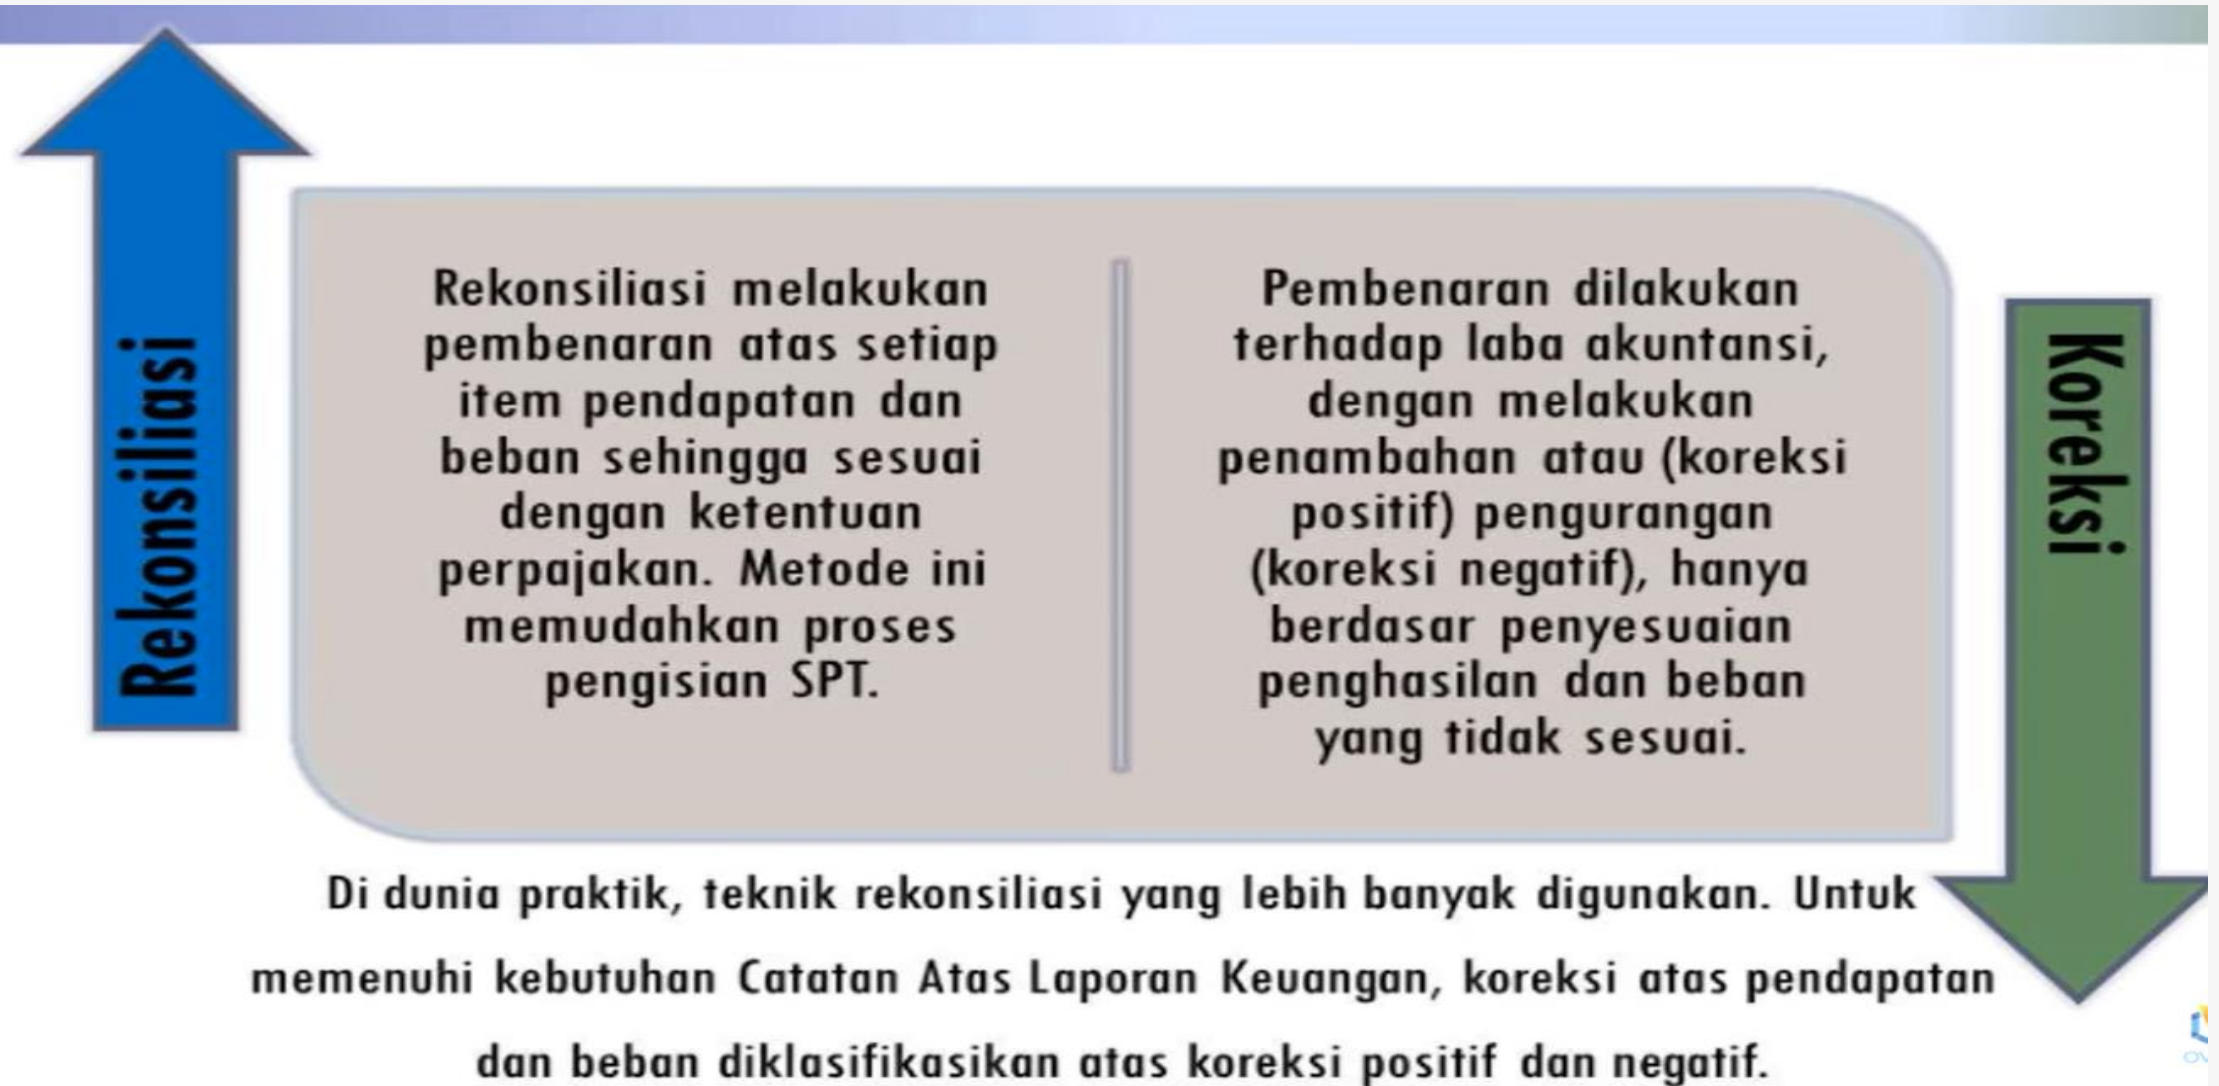 Rekonsiliasi
Rekonsiliasi melakukan
pembenaran atas setiap
item pendapatan dan
beban sehingga sesuai
dengan ketentuan
perpajakan. Metode ini
memudahkan proses
pengisian SPT.
Pembenaran dilakukan
terhadap laba akuntansi,
dengan melakukan
penambahan atau (koreksi
positif) pengurangan
(koreksi negatif), hanya
berdasar penyesuaian
penghasilan dan beban
yang tidak sesuai.
Koreksi
Di dunia praktik, teknik rekonsiliasi yang lebih banyak digunakan. Untuk
memenuhi kebutuhan Catatan Atas Laporan Keuangan, koreksi atas pendapatan
dan beban diklasifikasikan atas koreksi positif dan negatif.